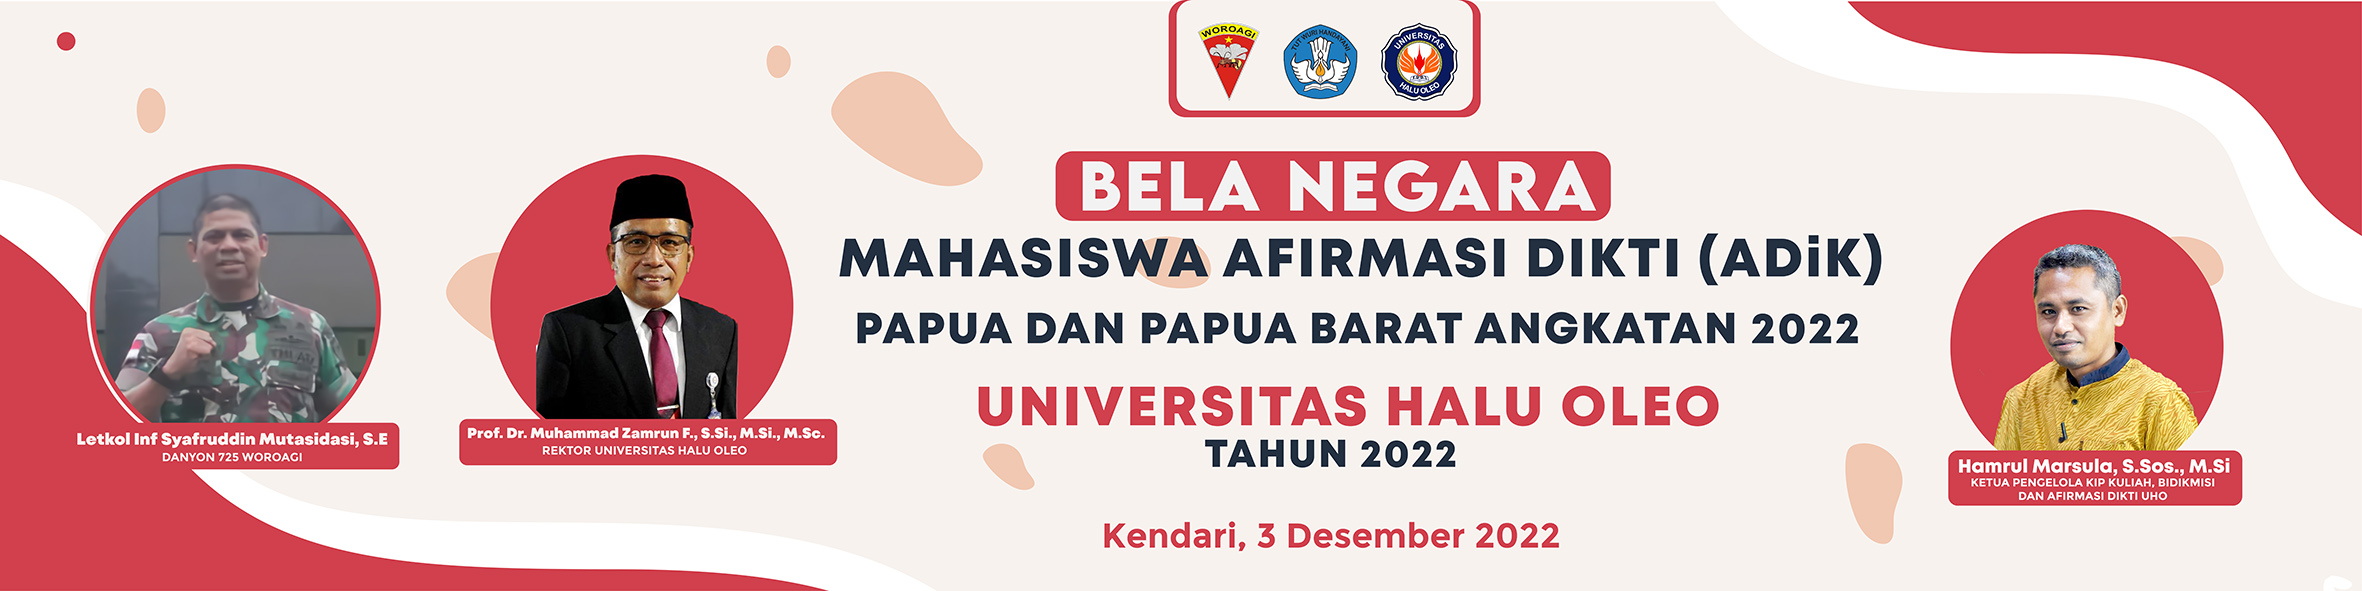 WOROAGI
TUT WURI HANDAYANI
UNIVERSITAS
HALU OLEO
BELA NEGARA
MAHASISWA AFIRMASI DIKTI (ADiK)
PAPUA DAN PAPUA BARAT ANGKATAN 2022
UNIVERSITAS HALU OLEO
TAHUN 2022
Kendari, 3 Desember 2022
Letkol Inf Syafruddin Mutasidasi, S.E
DANYON 725 WOROAGI
Prof. Dr. Muhammad Zamrun F., S.Si., M.Si., M.Sc.
REKTOR UNIVERSITAS HALU OLEO
Hamrul Marsula, S.Sos., M.Si
KETUA PENGELOLA KIP KULIAH, BIDIKMISI
DAN AFIRMASI DIKTI UHO